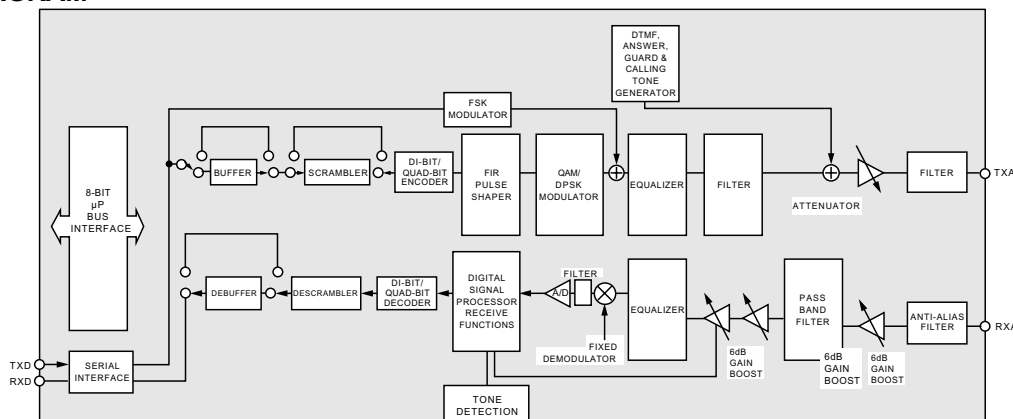 DTMF,
ANSWER,
GUARD &
CALLING
TONE
GENERATOR
FSK
MODULATOR
8-BIT
µP
BUS
INTERFACE
BUFFER
SCRAMBLER
DI-BIT/
QUAD-BIT
ENCODER
FIR
PULSE
SHAPER
QAM/
DPSK
MODULATOR
EQUALIZER
FILTER
ATTENUATOR
FILTER
TXA
DEBUFFER
DESCRAMBLER
DI-BIT/
QUAD-BIT
DECODER
DIGITAL
SIGNAL
PROCESSOR
RECEIVE
FUNCTIONS
FILTER
A/D
FIXED
DEMODULATOR
EQUALIZER
6dB
GAIN
BOOST
PASS
BAND
FILTER
6dB
GAIN
BOOST
6dB
GAIN
BOOST
ANTI-ALIAS
FILTER
RXA
TXD
RXD
SERIAL
INTERFACE
TONE
DETECTION